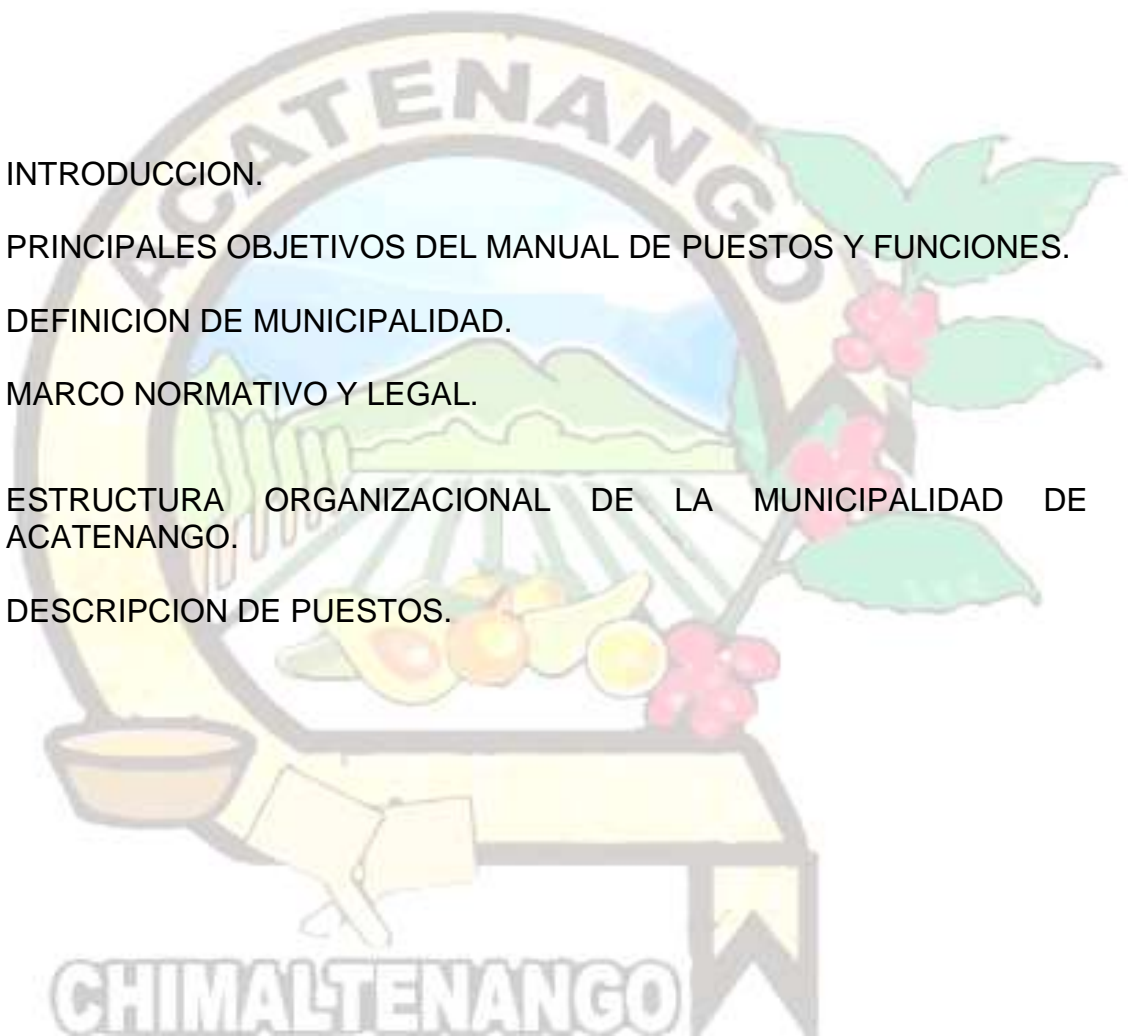 ACATENANGO
INTRODUCCION.
PRINCIPALES OBJETIVOS DEL MANUAL DE PUESTOS Y FUNCIONES.
DEFINICION DE MUNICIPALIDAD.
MARCO NORMATIVO Y LEGAL.
ESTRUCTURA ORGANIZACIONAL DE LA MUNICIPALIDAD DE
ACATENANGO.
DESCRIPCION DE PUESTOS.
CHIMALTENANGO